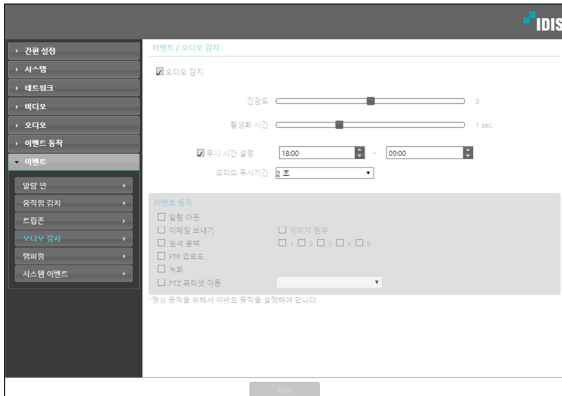 IDIS
간편 설정
시스템
네트워크
비디오
오디오
이벤트 동작
이벤트
알람 인
움직임 감지
트립존
오디오 감지
탬퍼링
시스템 이벤트
이벤트 / 오디오 감지
오디오 감지
민감도 3
활성화 시간 1 sec.
무시 시간 설정 18:00 ~ 09:00
오디오 무시기간 2 초
이벤트 동작
알람 아웃
이메일 보내기 이미지 첨부
원격 콜백 1 2 3 4 5
FTP 업로드
녹화
PTZ 프리셋 이동
*정상 동작을 위해서 이벤트 동작을 설정해야 합니다.